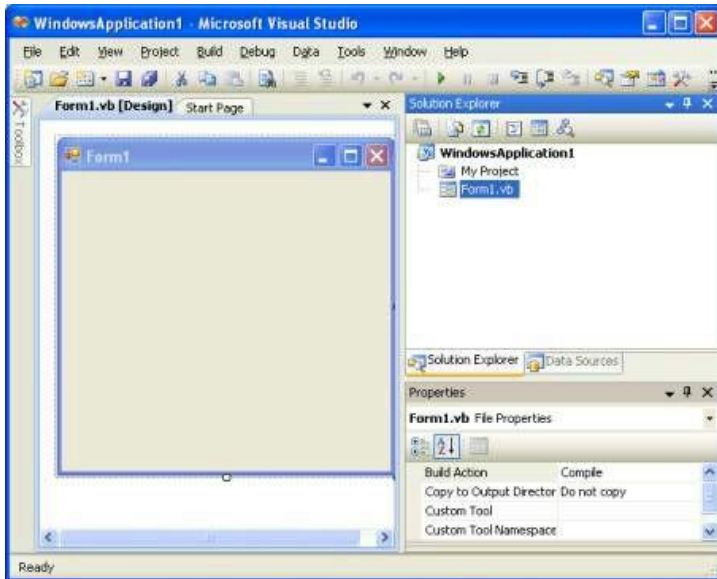 WindowsApplication1 - Microsoft Visual Studio
File Edit View Project Build Debug Data Tools Window Help
Toolbox
Form1.vb [Design] Start Page
Form1
Solution Explorer
WindowsApplication1
My Project
Form1.vb
Solution Explorer Data Sources
Properties
Form1.vb File Properties
Build Action Compile
Copy to Output Director Do not copy
Custom Tool
Custom Tool Namespace
Ready